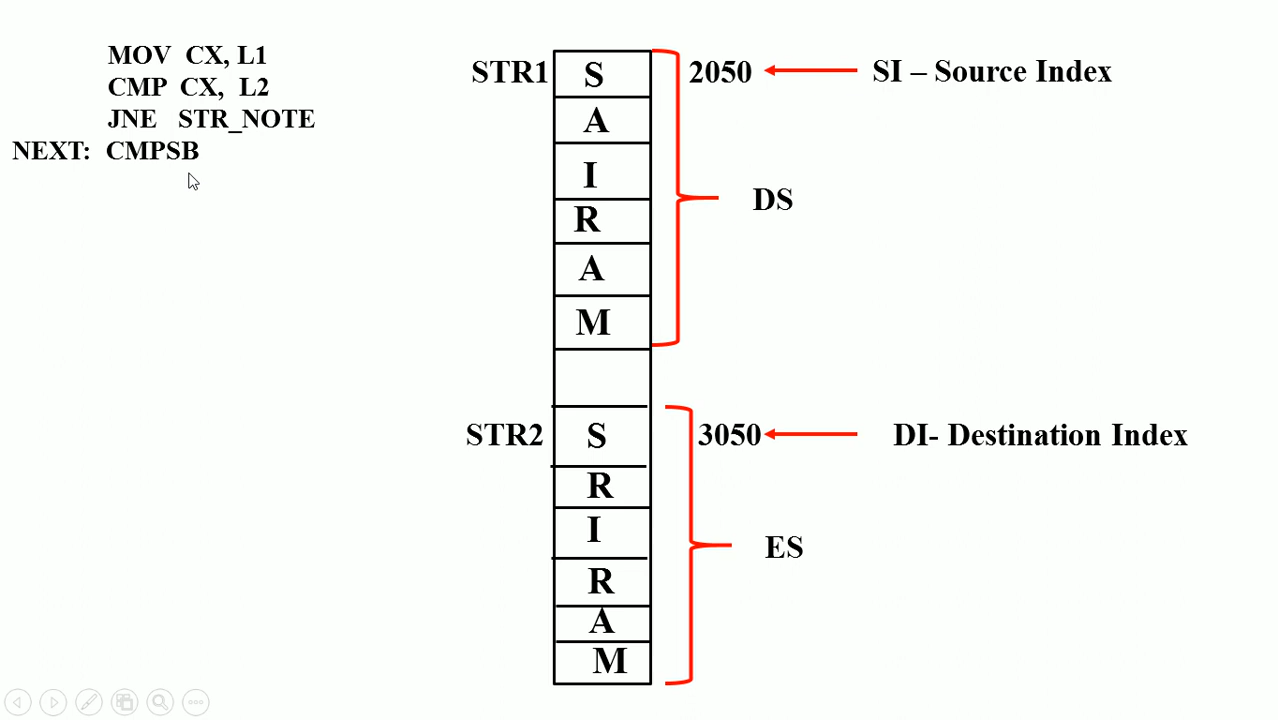 MOV CX, L1
CMP CX, L2
JNE STR_NOTE
NEXT: CMPSB
STR1 S 2050 SI – Source Index
A
I
R
A
M
DS
STR2 S 3050 DI- Destination Index
R
I
R
A
M
ES